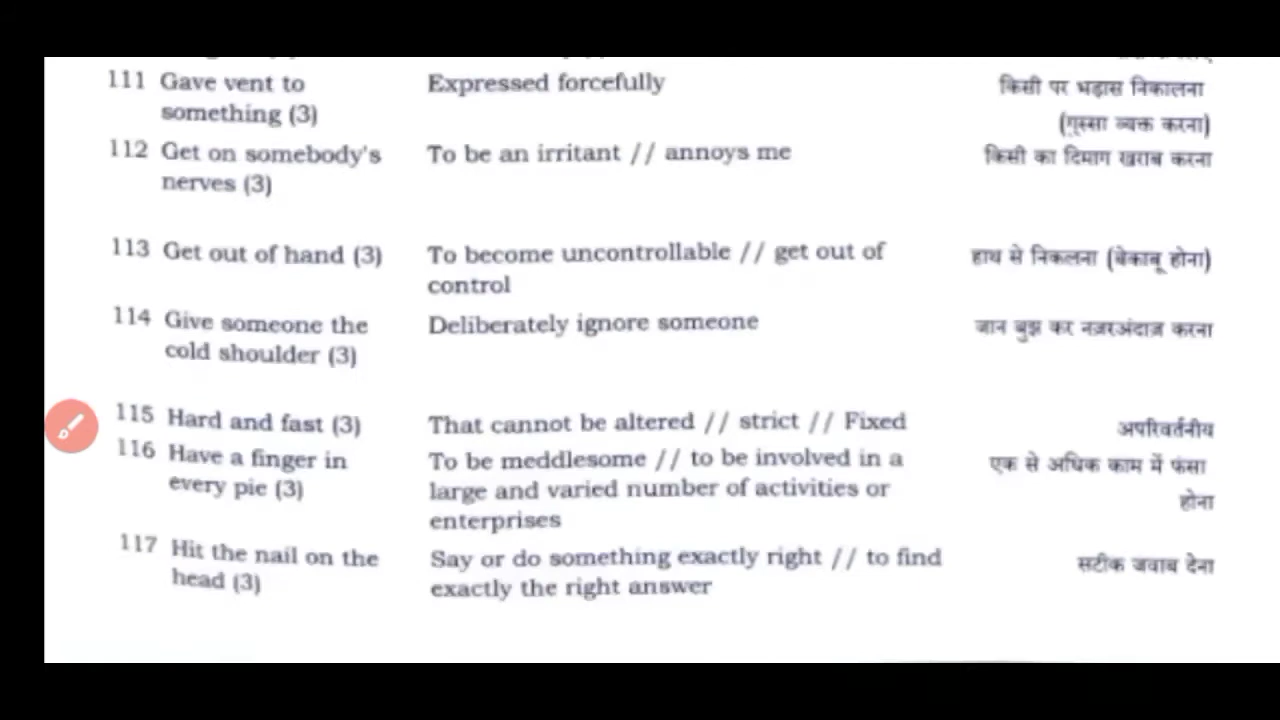 111 Gave vent to Expressed forcefully किसी पर भड़ास निकालना
something (3) (गुस्सा व्यक्त करना)
112 Get on somebody's To be an irritant // annoys me किसी का दिमाग खराब करना
nerves (3)
113 Get out of hand (3) To become uncontrollable // get out of हाथ से निकलना (बेकाबू होना)
control
114 Give someone the Deliberately ignore someone जान बुझ कर नज़रअंदाज़ करना
cold shoulder (3)
115 Hard and fast (3) That cannot be altered // strict // Fixed अपरिवर्तनीय
116 Have a finger in To be meddlesome // to be involved in a एक से अधिक काम में फंसा
every pie (3) large and varied number of activities or होना
enterprises
117 Hit the nail on the Say or do something exactly right // to find सटीक जवाब देना
head (3) exactly the right answer